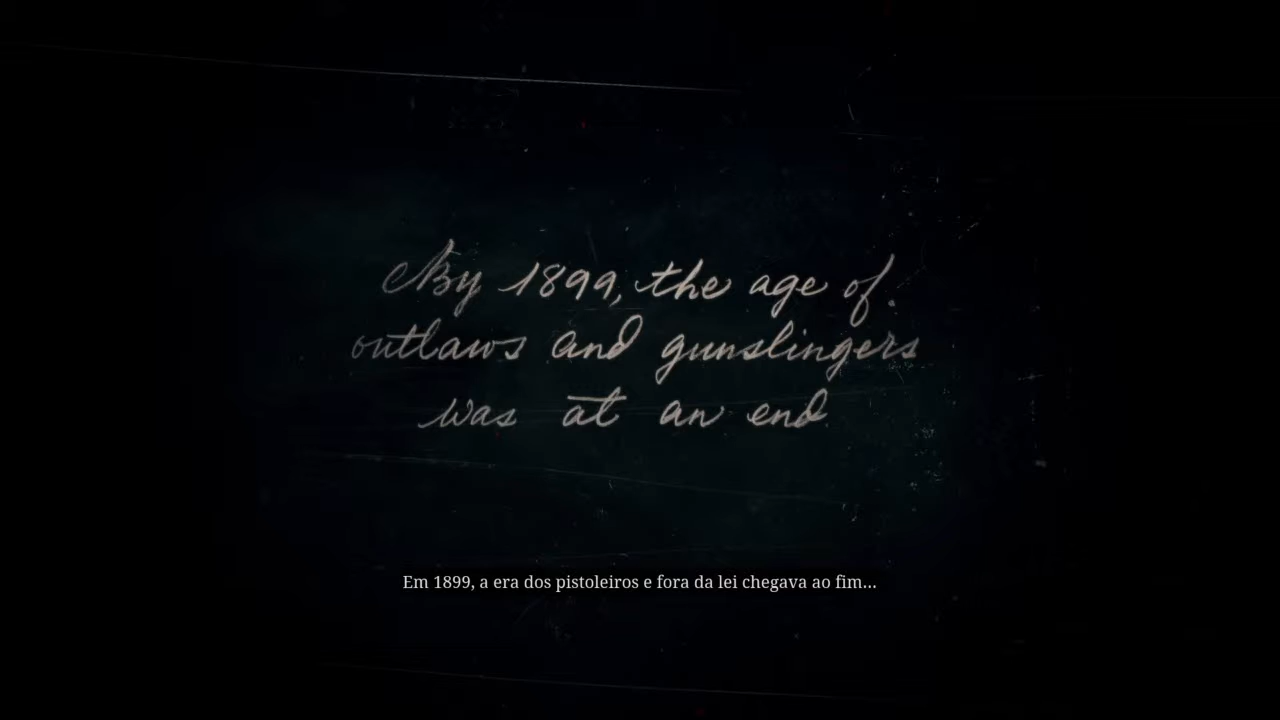 By 1899, the age of
outlaws and gunslingers
was at an end
Em 1899, a era dos pistoleiros e fora da lei chegava ao fim...